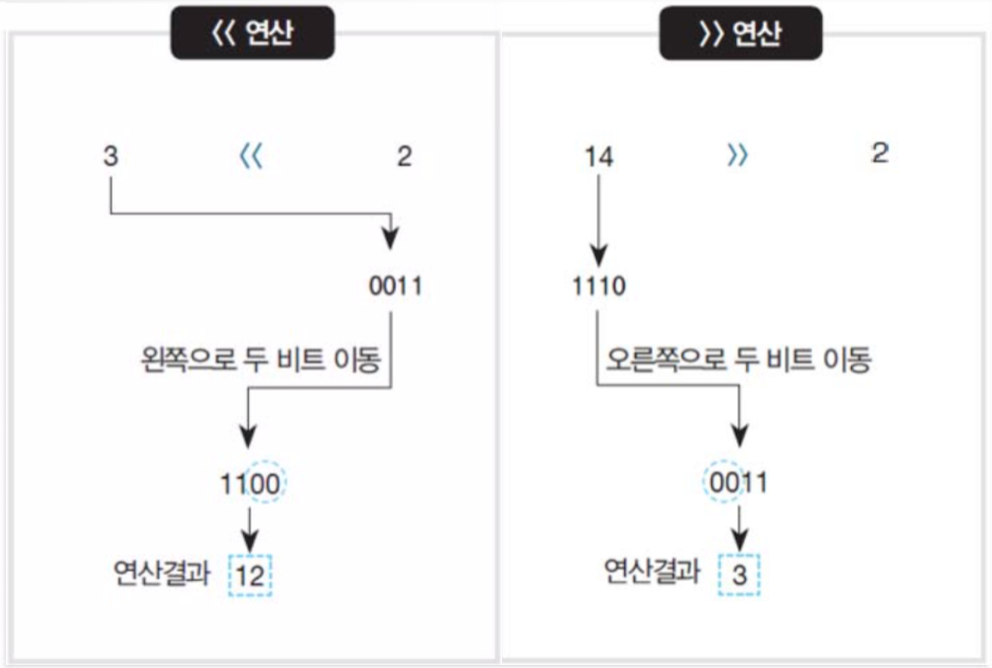 << 연산
3 << 2
0011
왼쪽으로 두 비트 이동
1100
연산결과 12
>> 연산
14 >> 2
1110
오른쪽으로 두 비트 이동
0011
연산결과 3